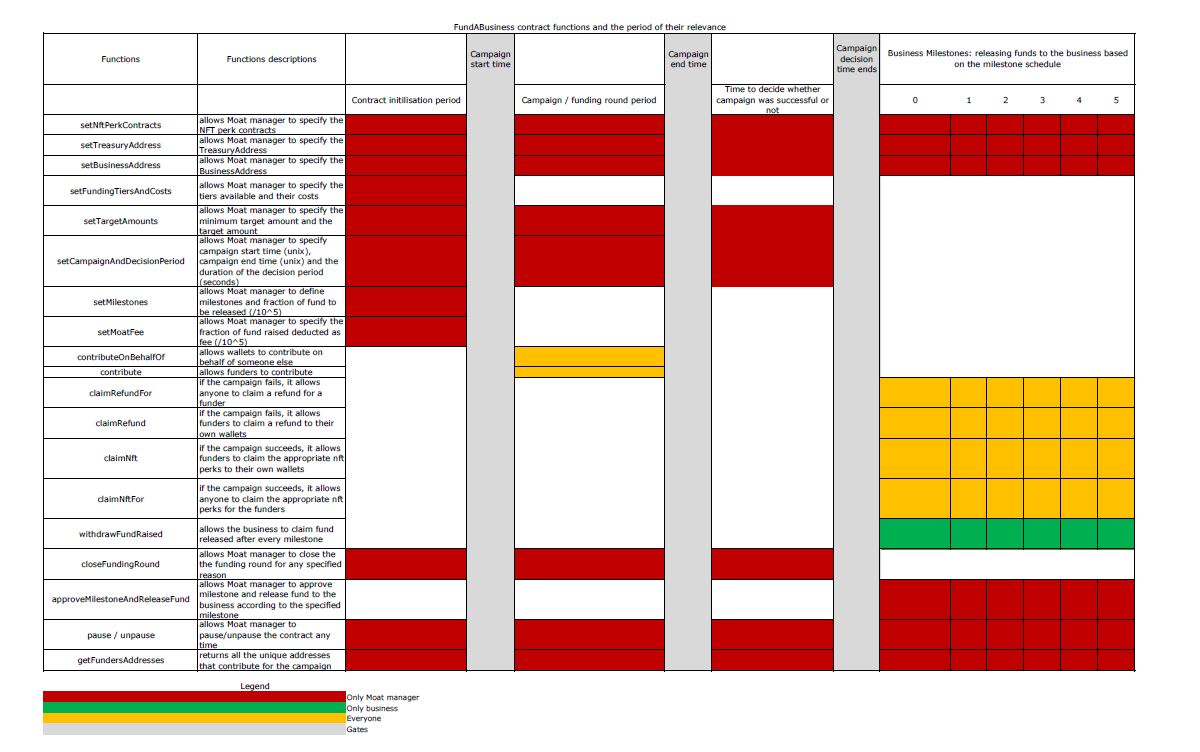 FundABusiness contract functions and the period of their relevance
Functions
Functions descriptions
Campaign
start time
Campaign
end time
Campaign
decision
time ends
Business Milestones: releasing funds to the business based
on the milestone schedule
Contract initilisation period
Campaign / funding round period
Time to decide whether
campaign was successful or
not
0 1 2 3 4 5
setNftPerkContracts
allows Moat manager to specify the
NFT perk contracts
setTreasuryAddress
allows Moat manager to specify the
TreasuryAddress
setBusinessAddress
allows Moat manager to specify the
BusinessAddress
setFundingTiersAndCosts
allows Moat manager to specify the
tiers available and their costs
setTargetAmounts
allows Moat manager to specify the
minimum target amount and the
target amount
setCampaignAndDecisionPeriod
allows Moat manager to specify
campaign start time (unix),
campaign end time (unix) and the
duration of the decision period
(seconds)
setMilestones
allows Moat manager to define
milestones and fraction of fund to
be released (/10^5)
setMoatFee
allows Moat manager to specify the
fraction of fund raised deducted as
fee (/10^5)
contributeOnBehalfOf
allows wallets to contribute on
behalf of someone else
contribute
allows funders to contribute
claimRefundFor
if the campaign fails, it allows
anyone to claim a refund for a
funder
claimRefund
if the campaign fails, it allows
funders to claim a refund to their
own wallets
claimNft
if the campaign succeeds, it allows
funders to claim the appropriate nft
perks to their own wallets
claimNftFor
if the campaign succeeds, it allows
anyone to claim the appropriate nft
perks for the funders
withdrawFundRaised
allows the business to claim fund
released after every milestone
closeFundingRound
allows Moat manager to close the
the funding round for any specified
reason
approveMilestoneAndReleaseFund
allows Moat manager to approve
milestone and release fund to the
business according to the specified
milestone
pause / unpause
allows Moat manager to
pause/unpause the contract any
time
getFundersAddresses
returns all the unique addresses
that contribute for the campaign
Legend
Only Moat manager
Only business
Everyone
Gates